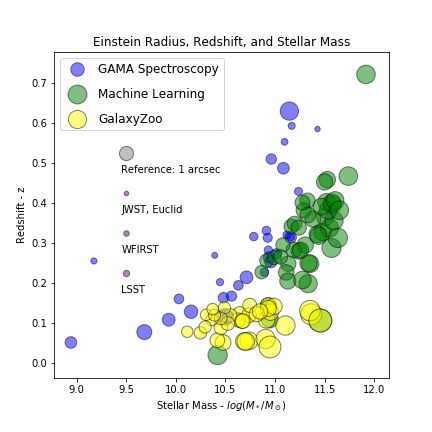 Einstein Radius, Redshift, and Stellar Mass
GAMA Spectroscopy
Machine Learning
GalaxyZoo
Reference: 1 arcsec
JWST, Euclid
WFIRST
LSST
Redshift - z
0.7
0.6
0.5
0.4
0.3
0.2
0.1
0.0
9.0 9.5 10.0 10.5 11.0 11.5 12.0
Stellar Mass - log(M⋆/M⊙)